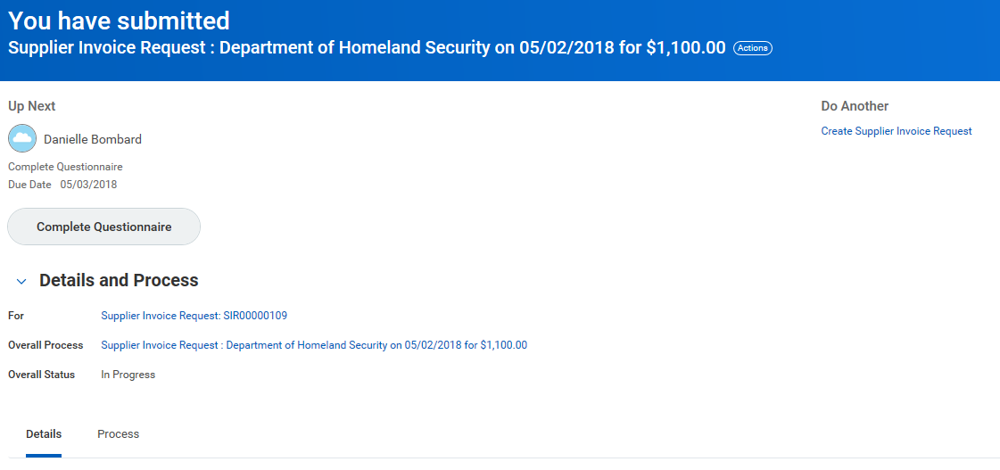 You have submitted
Supplier Invoice Request : Department of Homeland Security on 05/02/2018 for $1,100.00 Actions
Up Next
Do Another
Danielle Bombard
Create Supplier Invoice Request
Complete Questionnaire
Due Date 05/03/2018
Complete Questionnaire
Details and Process
For Supplier Invoice Request: SIR00000109
Overall Process Supplier Invoice Request : Department of Homeland Security on 05/02/2018 for $1,100.00
Overall Status In Progress
Details Process